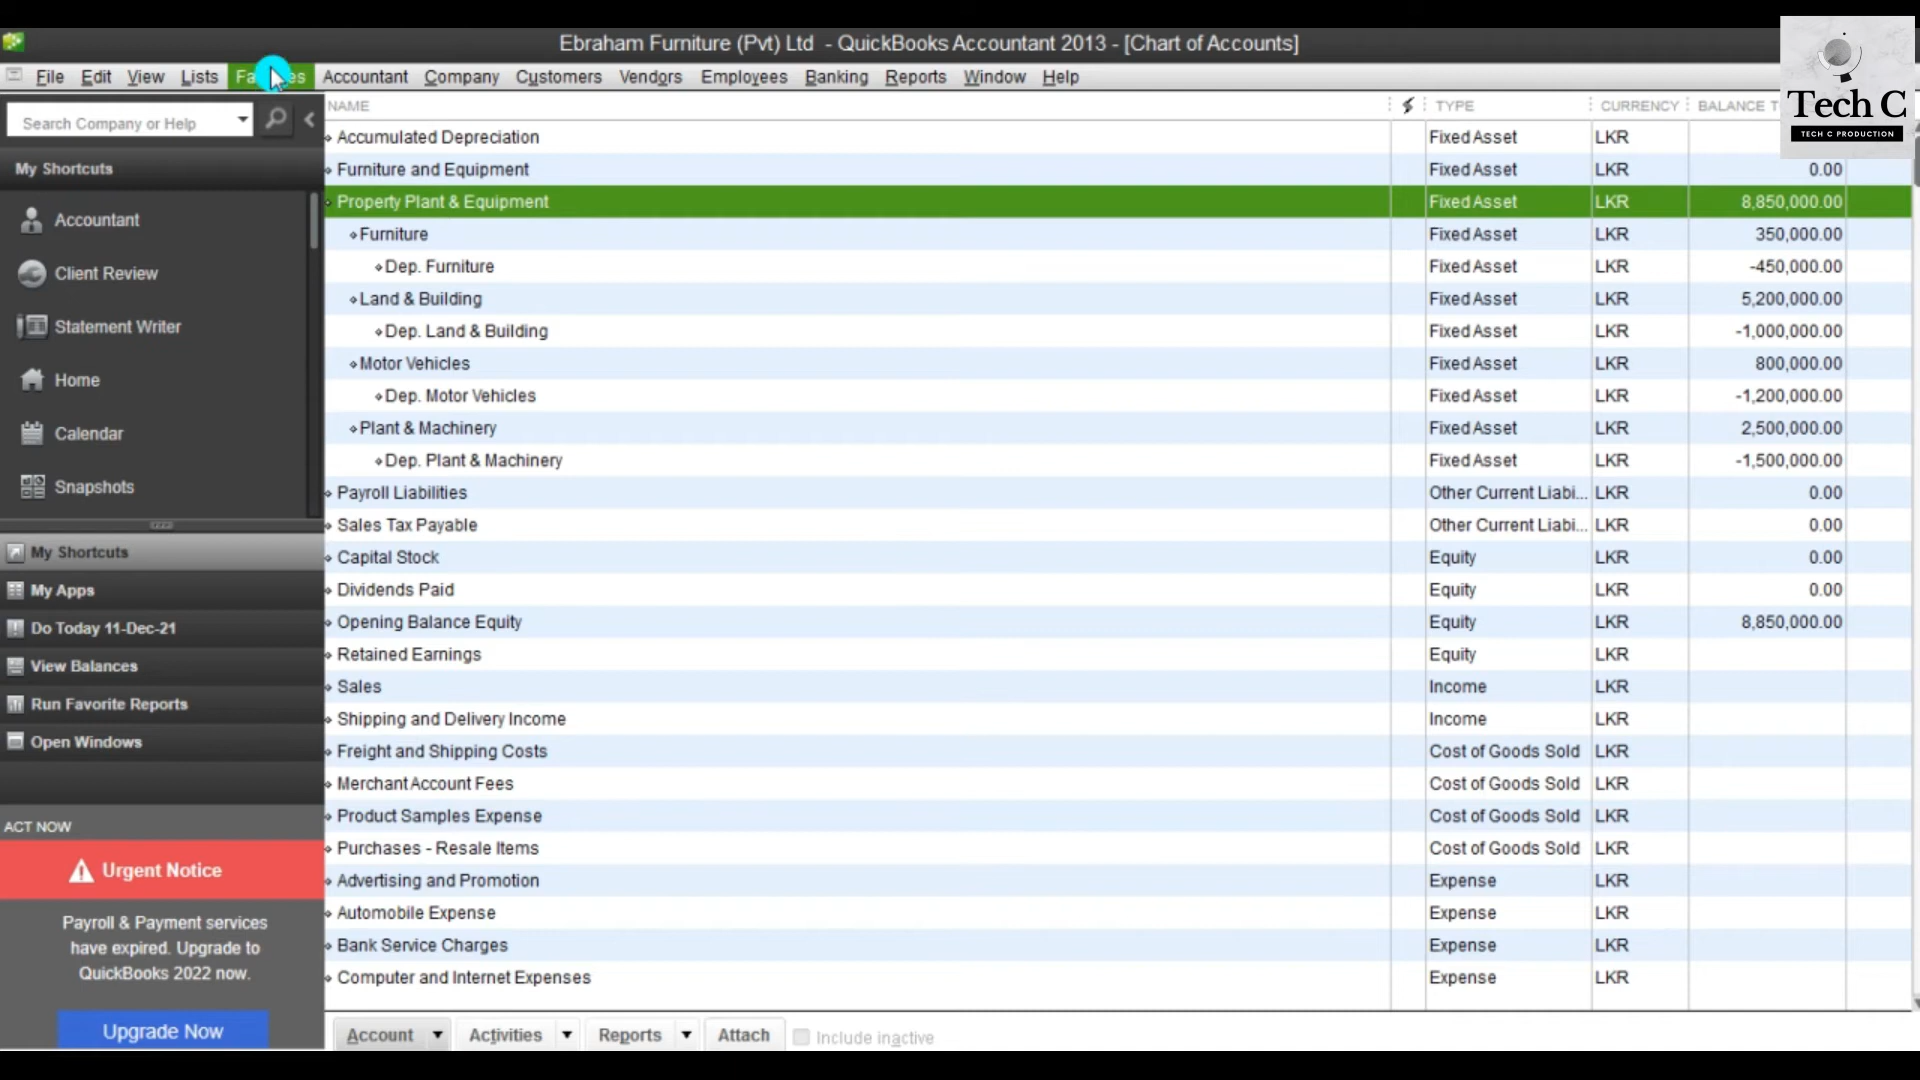 Ebraham Furniture (Pvt) Ltd - QuickBooks Accountant 2013 - [Chart of Accounts]
File Edit View Lists Accountant Company Customers Vendors Employees Banking Reports Window Help
Tech C
TECH C PRODUCTION
Search Company or Help
My Shortcuts
Accountant
Client Review
Statement Writer
Home
Calendar
Snapshots
My Shortcuts
My Apps
Do Today 11-Dec-21
View Balances
Run Favorite Reports
Open Windows
ACT NOW
Urgent Notice
Payroll & Payment services
have expired. Upgrade to
QuickBooks 2022 now.
Upgrade Now
NAME TYPE CURRENCY BALANCE
Accumulated Depreciation Fixed Asset LKR
Furniture and Equipment Fixed Asset LKR 0.00
Property Plant & Equipment Fixed Asset LKR 8,850,000.00
Furniture Fixed Asset LKR 350,000.00
Dep. Furniture Fixed Asset LKR -450,000.00
Land & Building Fixed Asset LKR 5,200,000.00
Dep. Land & Building Fixed Asset LKR -1,000,000.00
Motor Vehicles Fixed Asset LKR 800,000.00
Dep. Motor Vehicles Fixed Asset LKR -1,200,000.00
Plant & Machinery Fixed Asset LKR 2,500,000.00
Dep. Plant & Machinery Fixed Asset LKR -1,500,000.00
Payroll Liabilities Other Current Liabi... LKR 0.00
Sales Tax Payable Other Current Liabi... LKR 0.00
Capital Stock Equity LKR 0.00
Dividends Paid Equity LKR 0.00
Opening Balance Equity Equity LKR 8,850,000.00
Retained Earnings Equity LKR
Sales Income LKR
Shipping and Delivery Income Income LKR
Freight and Shipping Costs Cost of Goods Sold LKR
Merchant Account Fees Cost of Goods Sold LKR
Product Samples Expense Cost of Goods Sold LKR
Purchases - Resale Items Cost of Goods Sold LKR
Advertising and Promotion Expense LKR
Automobile Expense Expense LKR
Bank Service Charges Expense LKR
Computer and Internet Expenses Expense LKR
Account Activities Reports Attach Include inactive